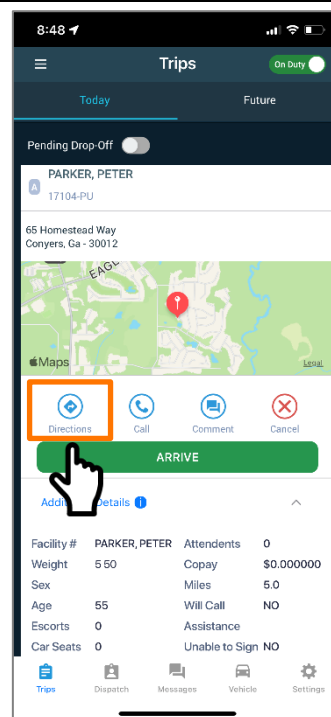 8:48
Trips
On Duty
Today Future
Pending Drop-Off
A PARKER, PETER
17104-PU
65 Homestead Way
Conyers, Ga - 30012
Maps Legal
Directions Call Comment Cancel
ARRIVE
Details
Facility # PARKER, PETER Attendents 0
Weight 5 50 Copay $0.000000
Sex Miles 5.0
Age 55 Will Call NO
Escorts 0 Assistance
Car Seats 0 Unable to Sign NO
Trips Dispatch Messages Vehicle Settings